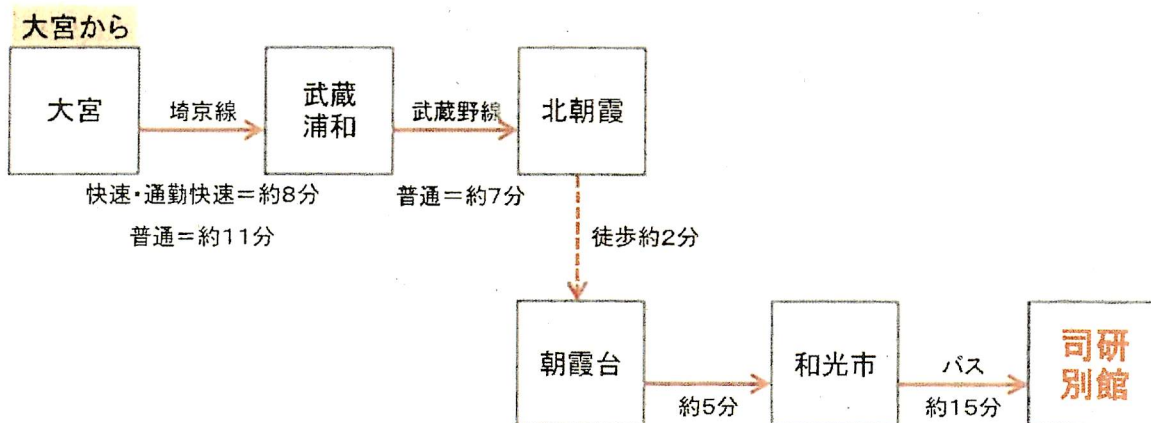 大宮から
大宮
埼京線
武蔵
浦和
武蔵野線
北朝霞
快速・通勤快速＝約8分
普通＝約11分
普通＝約7分
徒歩約2分
朝霞台
約5分
和光市
バス
約15分
司研
別館